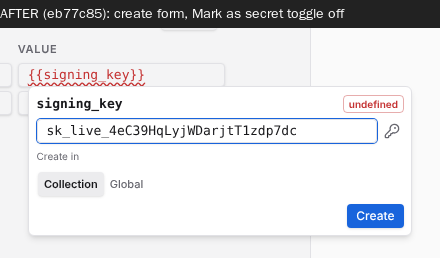 AFTER (eb77c85): create form, Mark as secret toggle off
VALUE
{{signing_key}}
signing_key
undefined
sk_live_4eC39HqLyjWDarjtT1zdp7dc
Create in
Collection
Global
Create